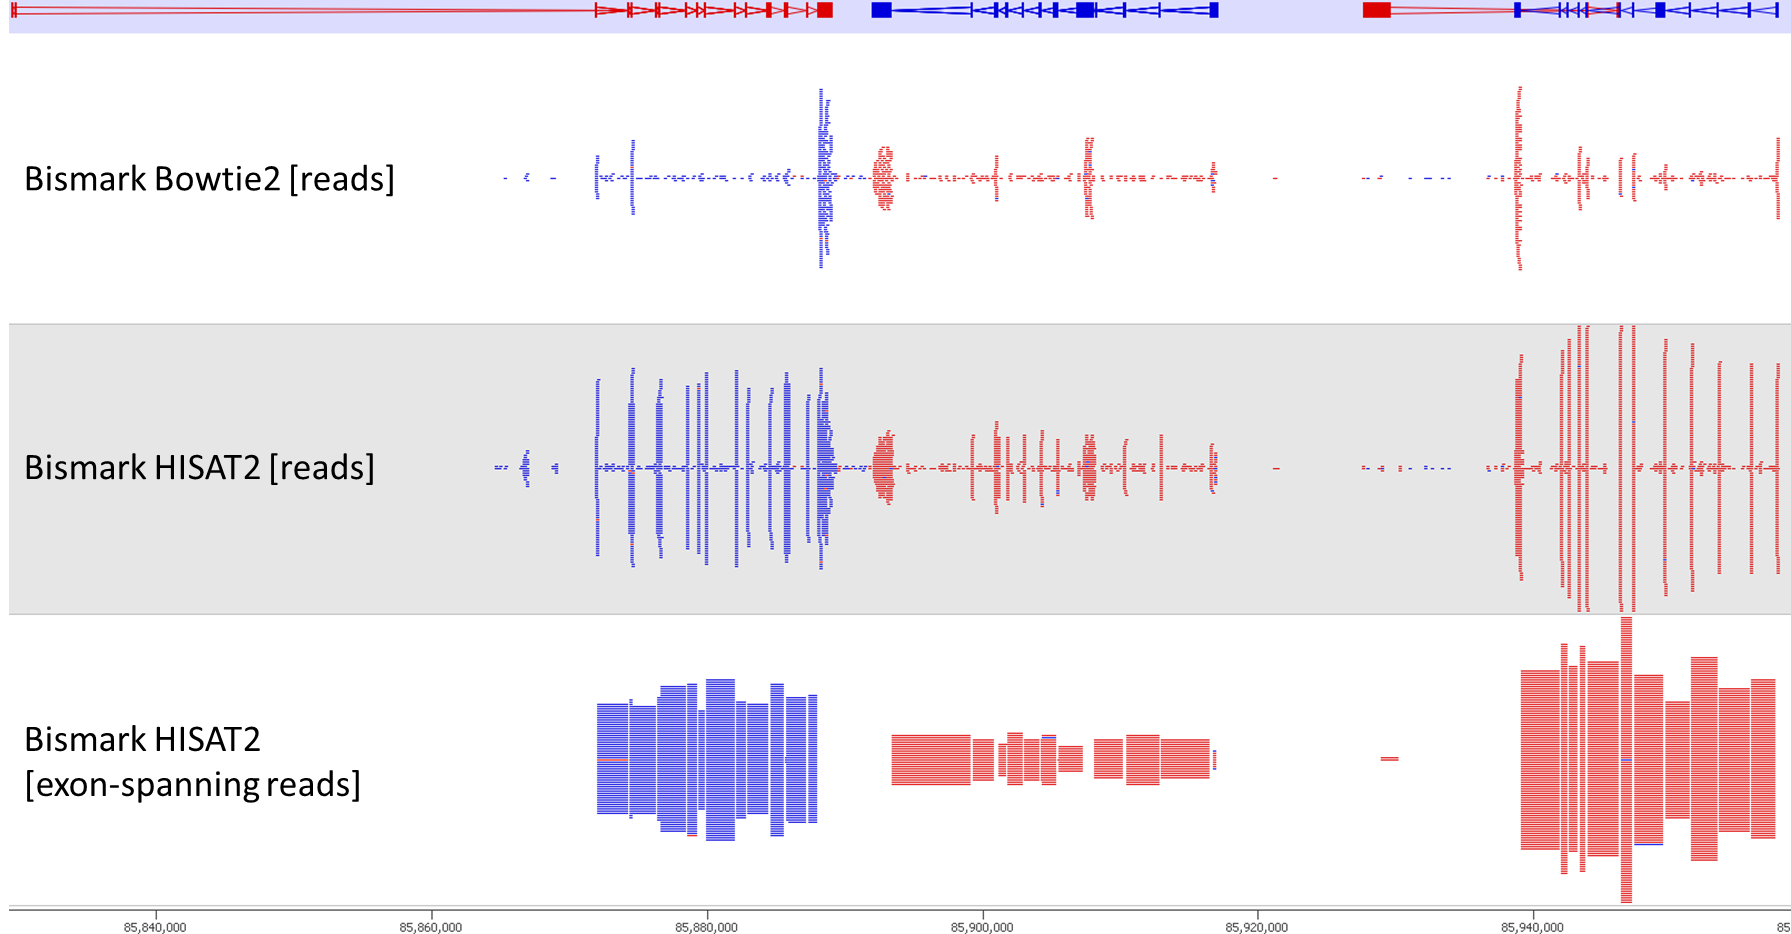 Bismark Bowtie2 [reads]
Bismark HISAT2 [reads]
Bismark HISAT2
[exon-spanning reads]
85,840,000 85,860,000 85,880,000 85,900,000 85,920,000 85,940,000 85